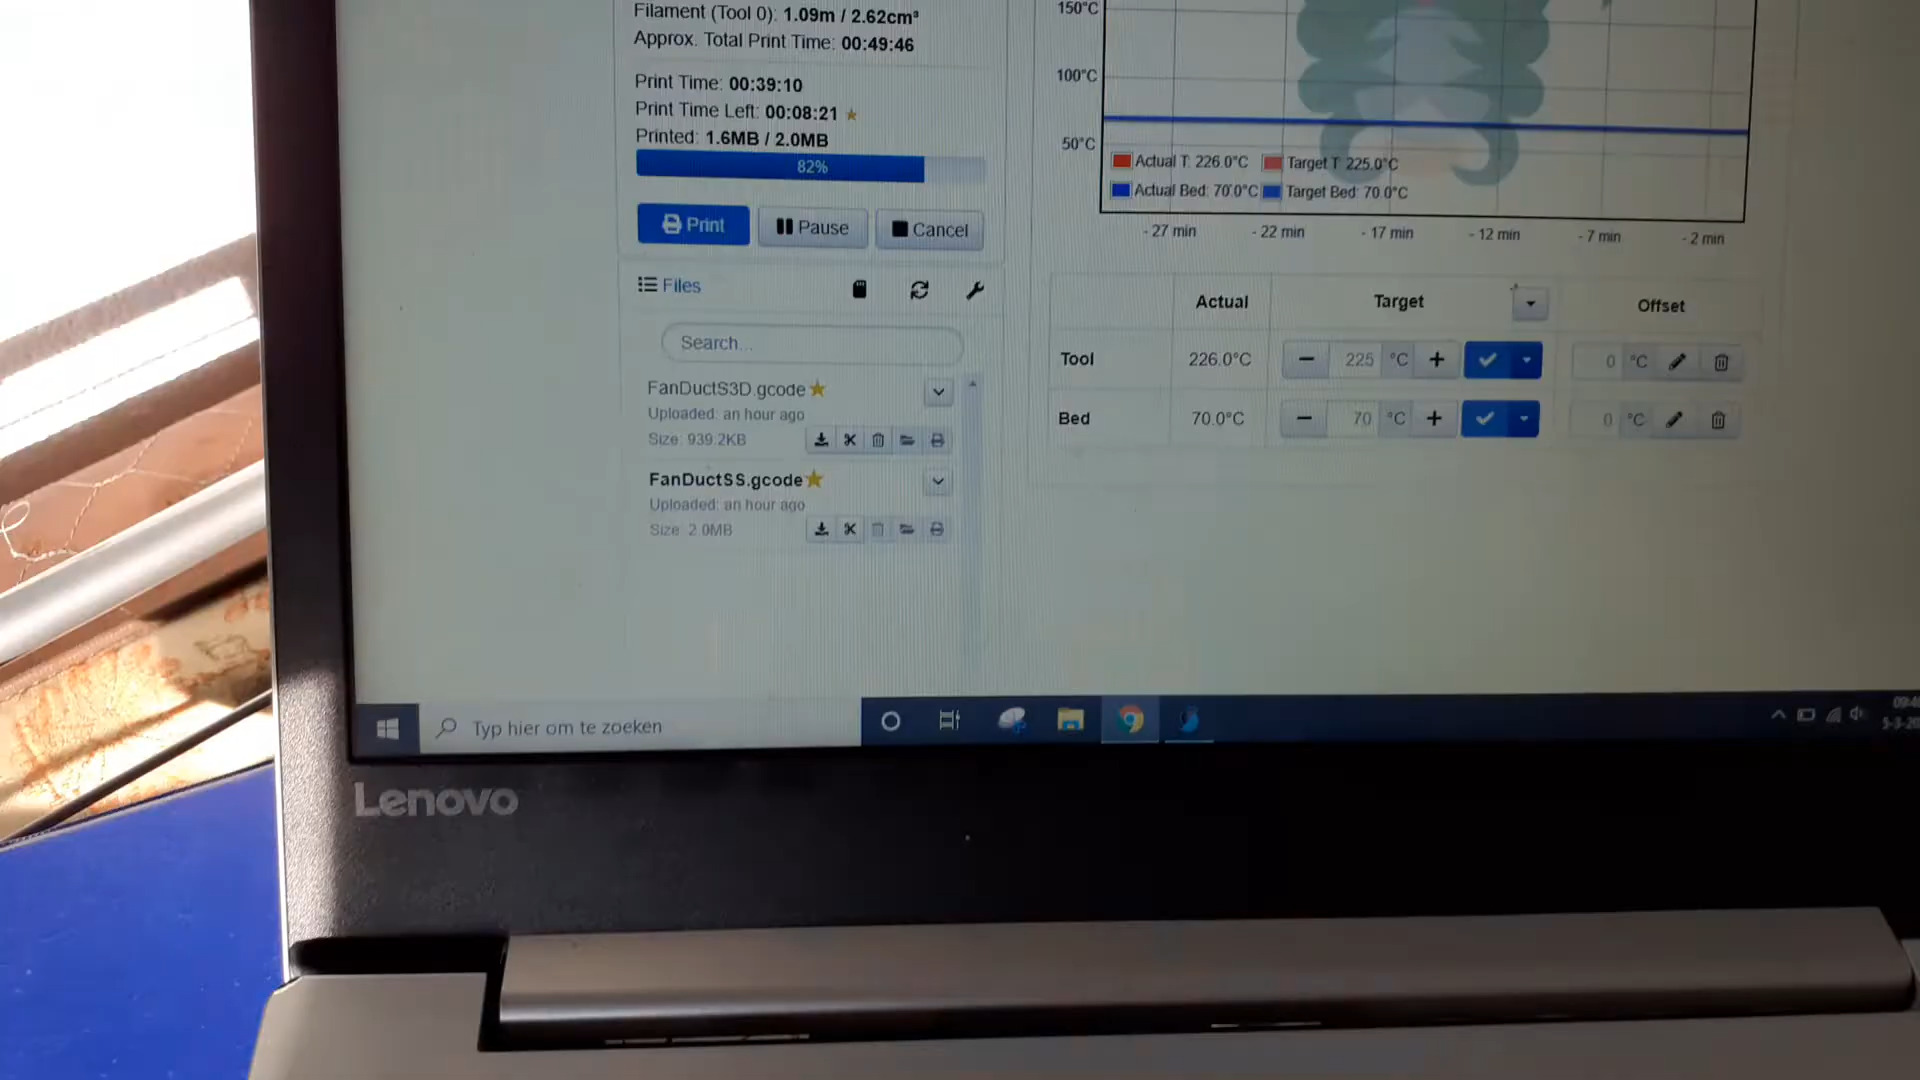 Filament (Tool 0): 1.09m / 2.62cm³
Approx. Total Print Time: 00:49:46
Print Time: 00:39:10
Print Time Left: 00:08:21
Printed: 1.6MB / 2.0MB
82%
Print Pause Cancel
Files
Search...
FanDuctS3D.gcode
Uploaded: an hour ago
Size: 939.2KB
FanDuctSS.gcode
Uploaded: an hour ago
Size: 2.0MB
150°C
100°C
50°C
Actual T: 226.0°C Target T: 225.0°C
Actual Bed: 70.0°C Target Bed: 70.0°C
- 27 min - 22 min - 17 min - 12 min - 7 min - 2 min
Actual Target Offset
Tool 226.0°C 225 °C 0 °C
Bed 70.0°C 70 °C 0 °C
Typ hier om te zoeken
Lenovo